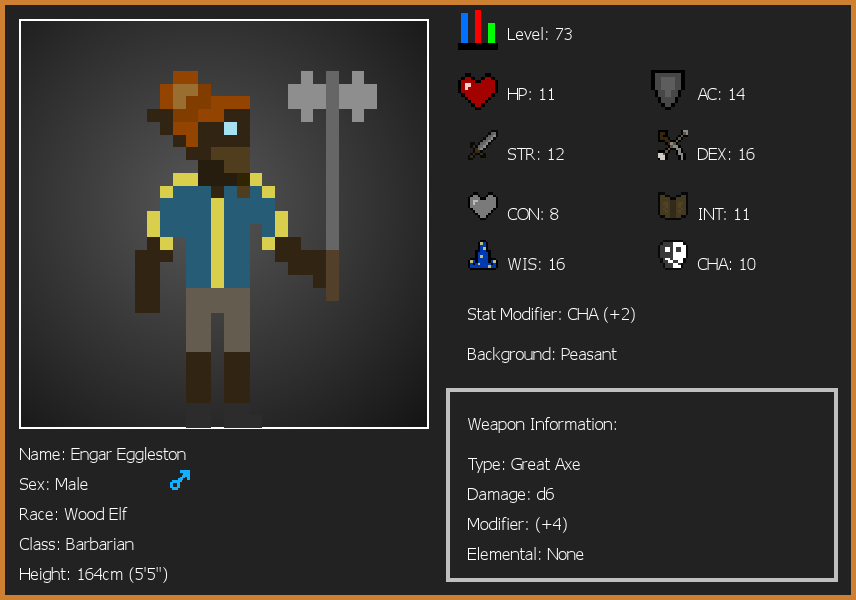 Level: 73
HP: 11
AC: 14
STR: 12
DEX: 16
CON: 8
INT: 11
WIS: 16
CHA: 10
Stat Modifier: CHA (+2)
Background: Peasant
Weapon Information:
Type: Great Axe
Damage: d6
Modifier: (+4)
Elemental: None
Name: Engar Eggleston
Sex: Male
Race: Wood Elf
Class: Barbarian
Height: 164cm (5'5")